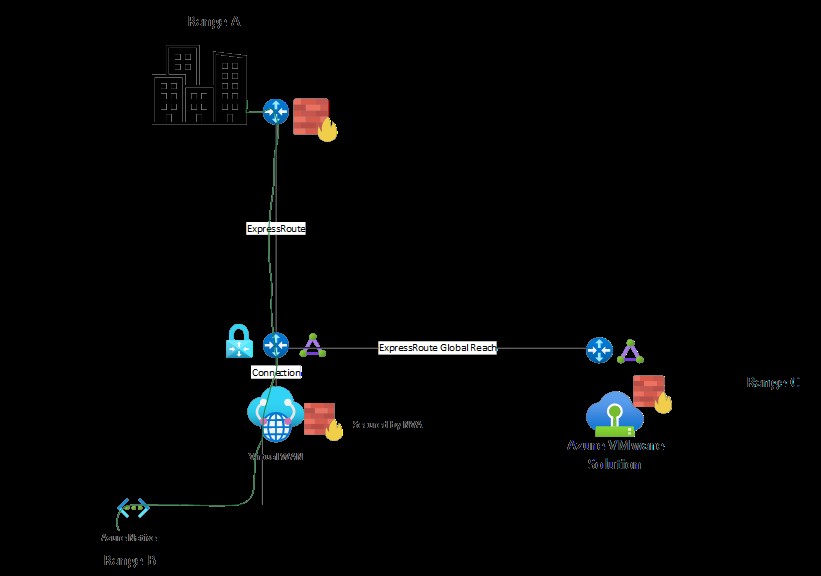 Range A
ExpressRoute
ExpressRoute Global Reach
Connection
Range C
Secured by NVA
Azure VMware
Solution
Virtual WAN
Azure Native
Range B